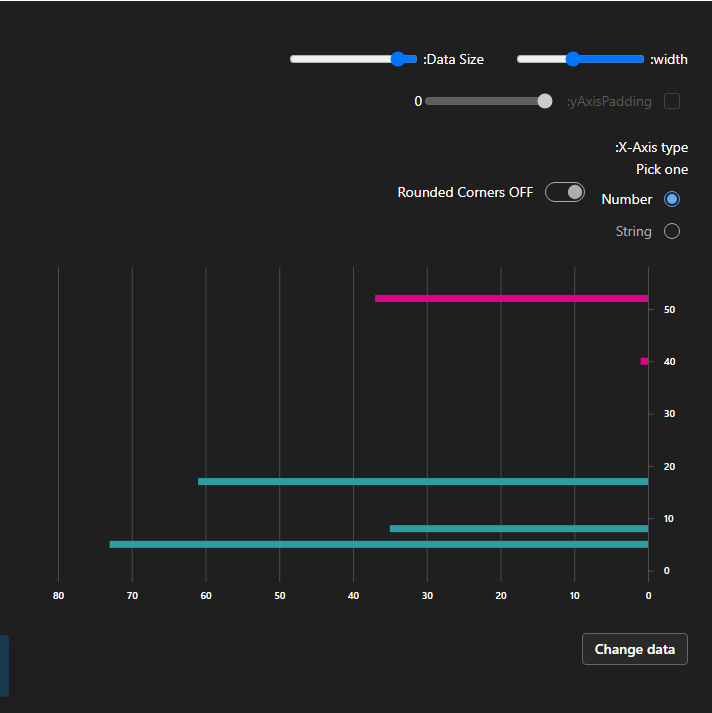 :width
:Data Size
:yAxisPadding
0
:X-Axis type
Pick one
Number
Rounded Corners OFF
String
50
40
30
20
10
0
80 70 60 50 40 30 20 10 0
Change data